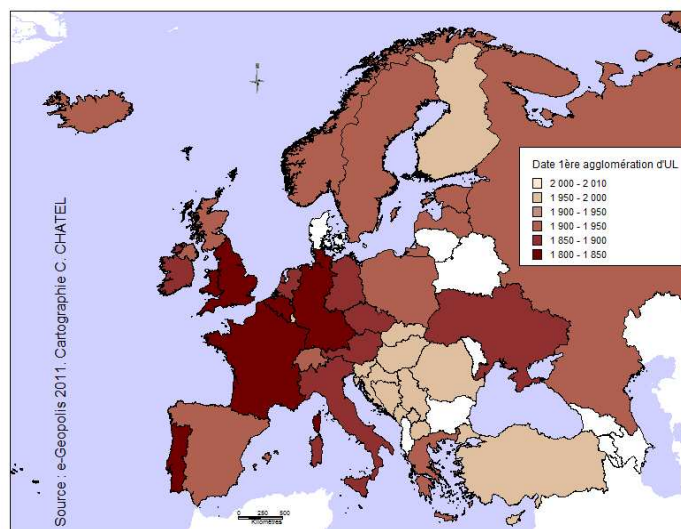 Date 1ère agglomération d'UL
2 000 - 2 010
1 950 - 2 000
1 900 - 1 950
1 900 - 1 950
1 850 - 1 900
1 800 - 1 850
Source : e-Geopolis 2011. Cartographie C. CHATEL
0 250 500
Kilomètres